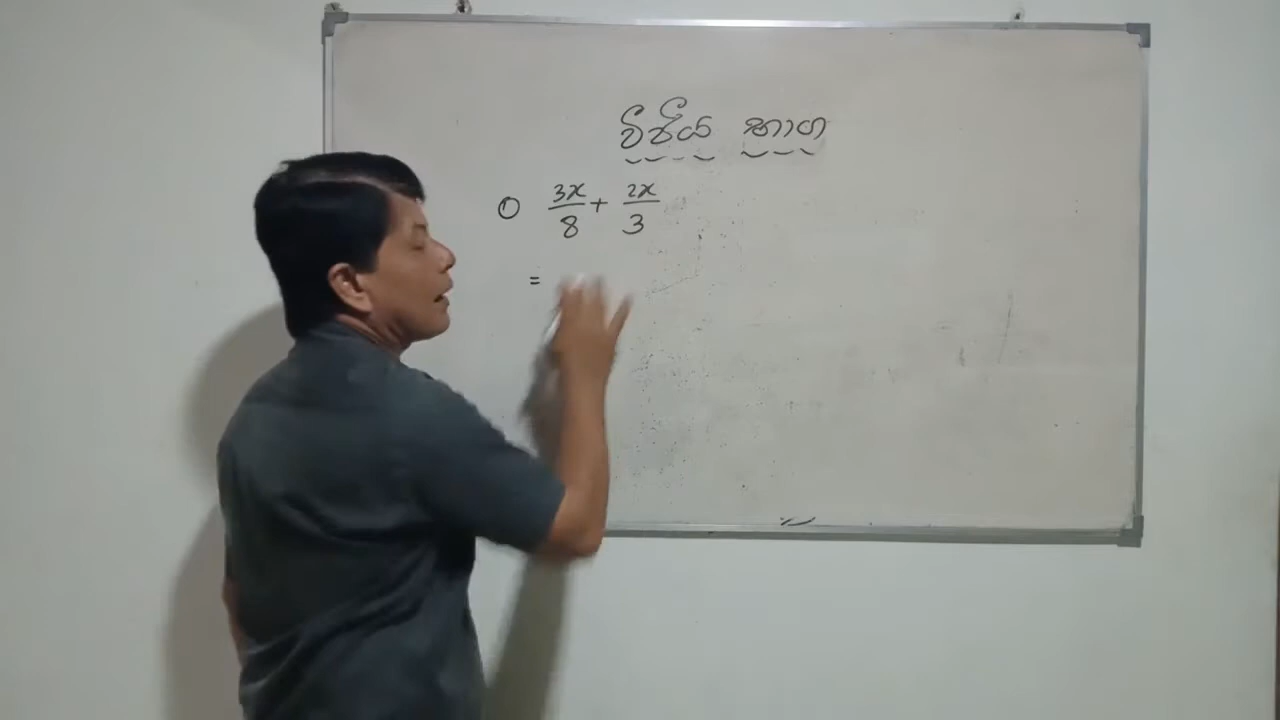 වීජීය භාග
① 3x/8 + 2x/3
=